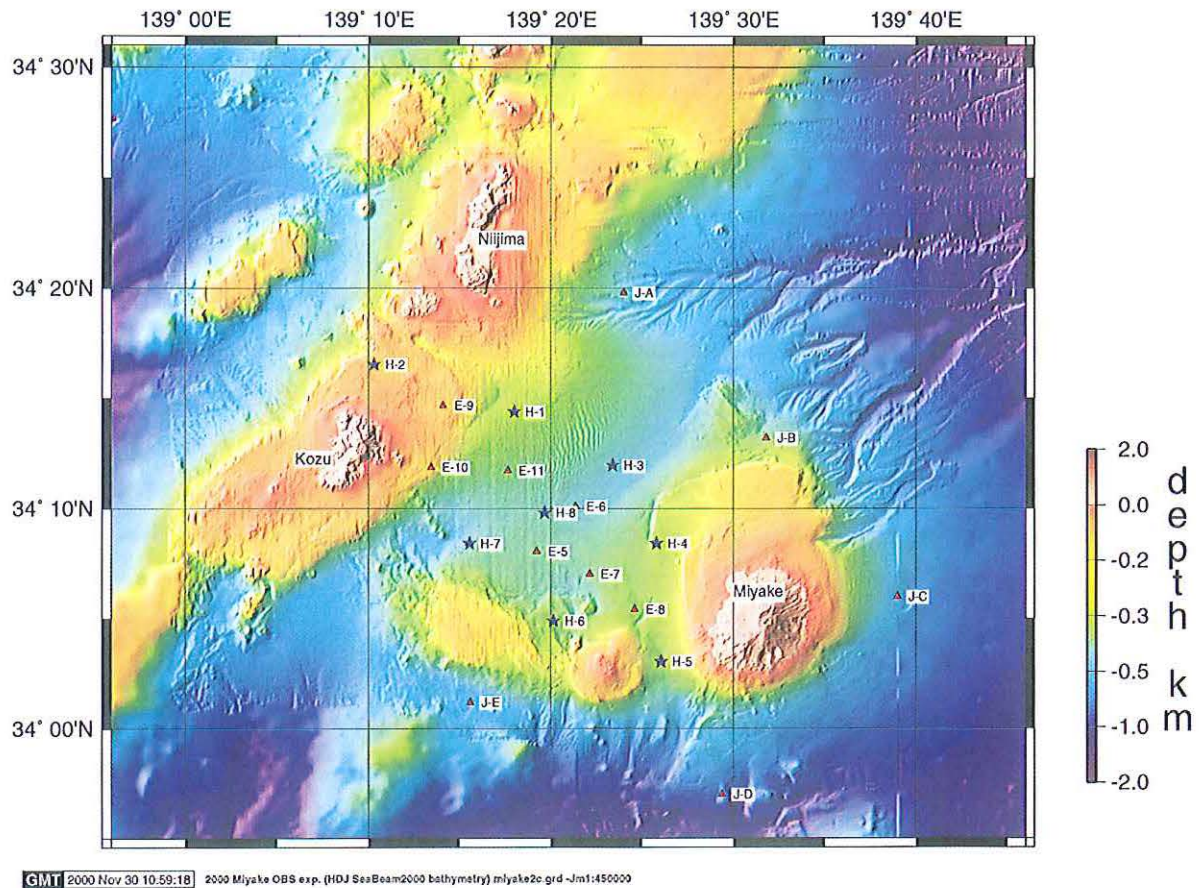 139° 00'E 139° 10'E 139° 20'E 139° 30'E 139° 40'E
34° 30'N
Niijima
34° 20'N
J-A
H-2
E-9
H-1
J-B
Kozu
E-10
E-11
H-3
34° 10'N
E-6
H-8
H-7
H-4
E-5
E-7
Miyake
J-C
E-8
H-6
H-5
J-E
34° 00'N
J-D
2.0
0.0
-0.2
-0.3
-0.5
-1.0
-2.0
depth km
GMT 2000 Nov 30 10:59:18 2000 Miyake OBS exp. (HDJ SeaBeam2000 bathymetry) miyake2c.grd -Jm1:450000